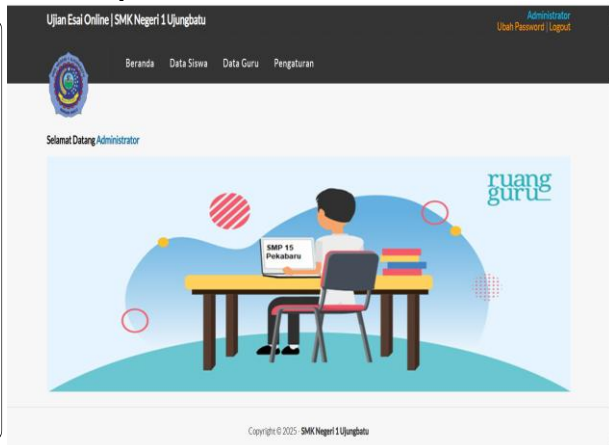 Ujian Esai Online | SMK Negeri 1 Ujungbatu
Administrator
Ubah Password | Logout
Beranda Data Siswa Data Guru Pengaturan
Selamat Datang Administrator
ruang
guru
SMP 15
Pekabaru
Copyright © 2025 - SMK Negeri 1 Ujungbatu